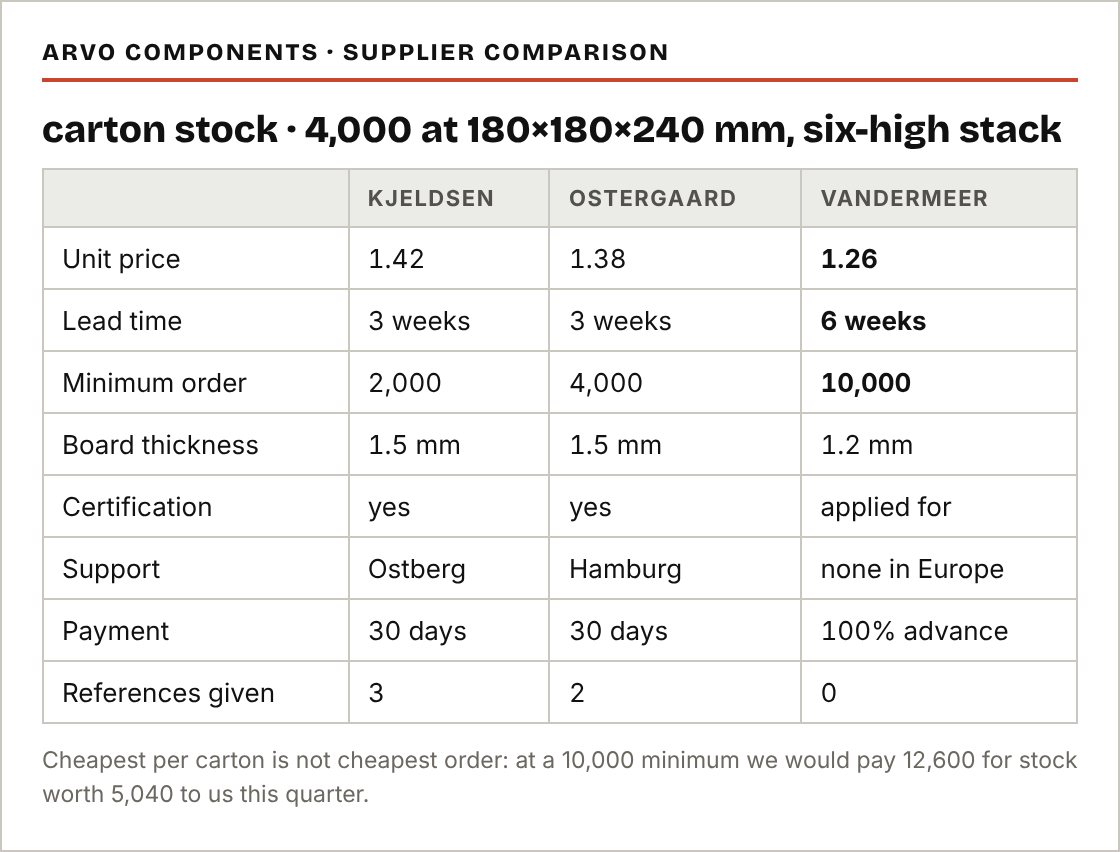 ARVO COMPONENTS · SUPPLIER COMPARISON
carton stock · 4,000 at 180×180×240 mm, six-high stack
KJELDSEN OSTERGAARD VANDERMEER
Unit price 1.42 1.38 1.26
Lead time 3 weeks 3 weeks 6 weeks
Minimum order 2,000 4,000 10,000
Board thickness 1.5 mm 1.5 mm 1.2 mm
Certification yes yes applied for
Support Ostberg Hamburg none in Europe
Payment 30 days 30 days 100% advance
References given 3 2 0
Cheapest per carton is not cheapest order: at a 10,000 minimum we would pay 12,600 for stock
worth 5,040 to us this quarter.